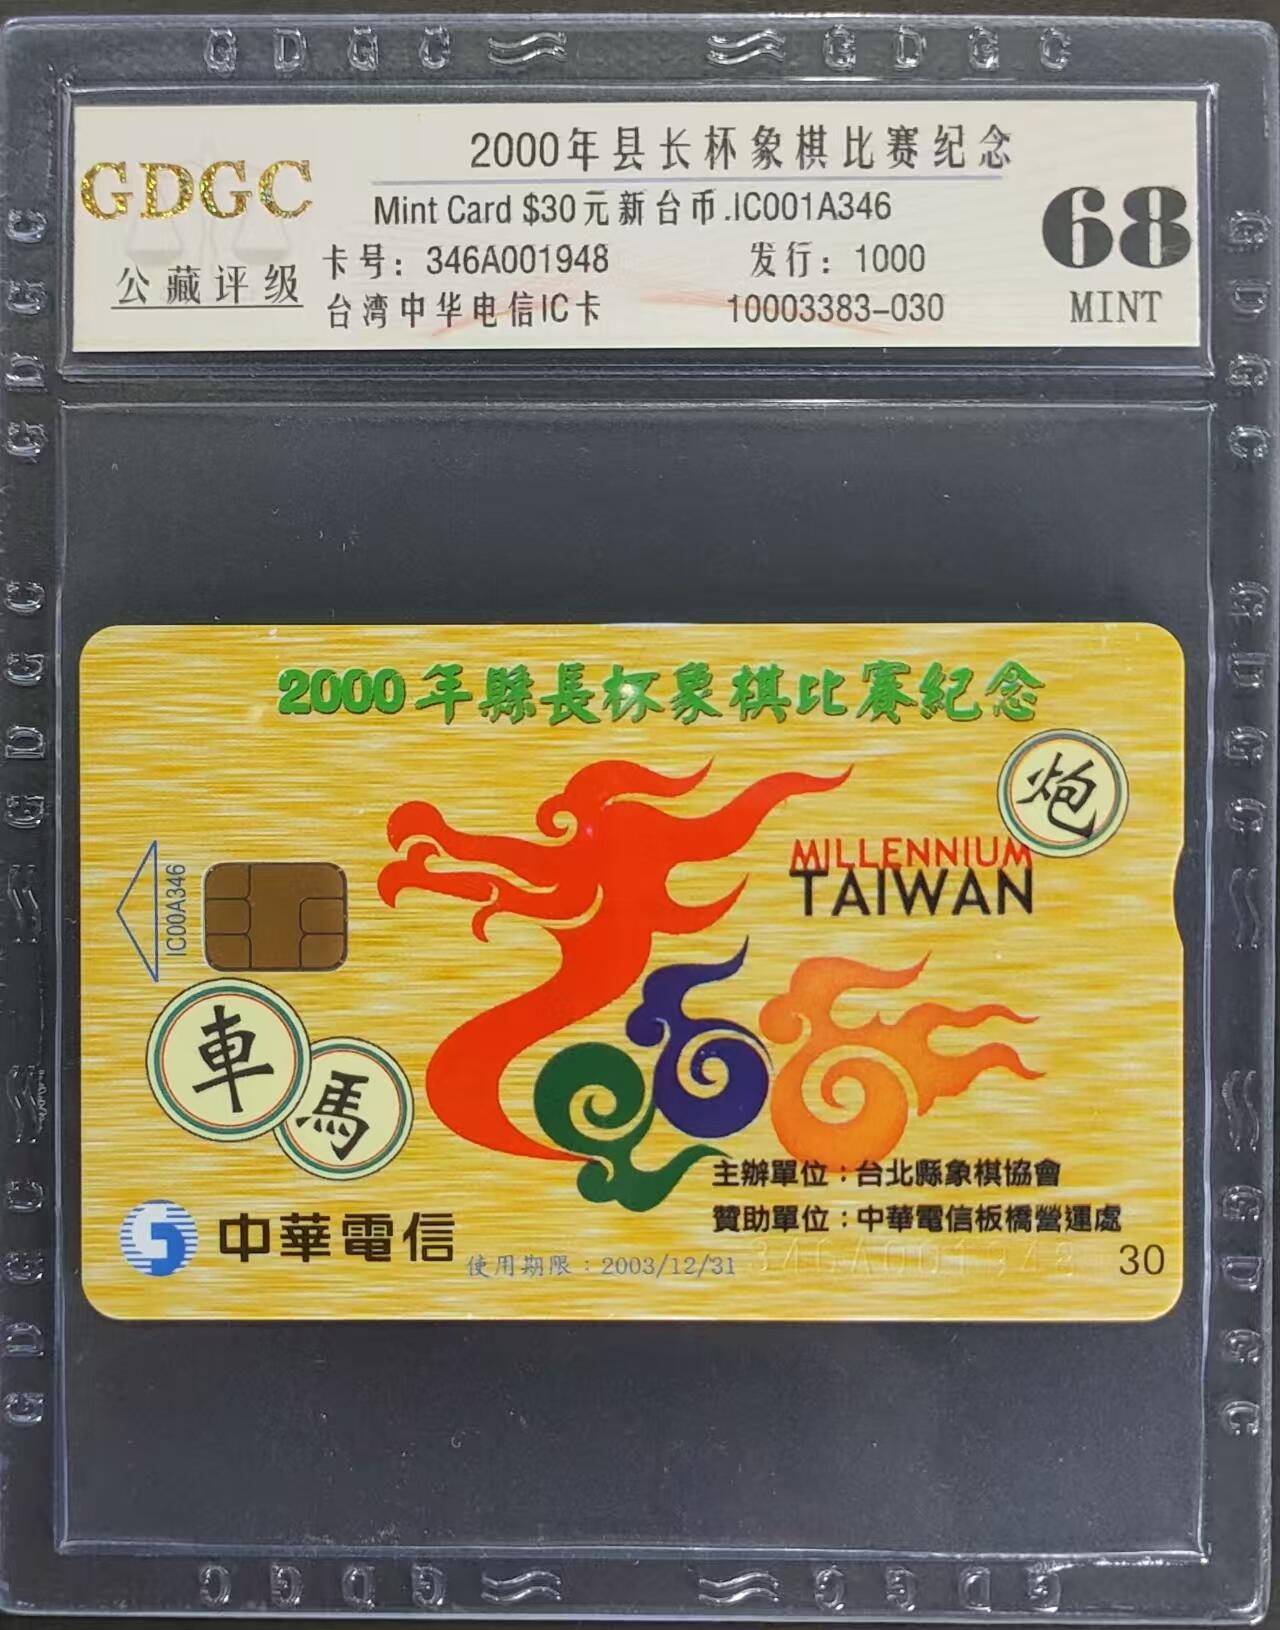 GDGC GDGC
2000年县长杯象棋比赛纪念
GDGC
公藏评级
Mint Card $30元新台币.IC001A346
卡号：346A001948 发行：1000
台湾中华电信IC卡 10003383-030
68
MINT
2000年縣長杯象棋比賽紀念
炮
MILLENNIUM
TAIWAN
IC00A346
車
馬
主辦單位：台北縣象棋協會
贊助單位：中華電信板橋營運處
中華電信
使用期限：2003/12/31
346A001948
30